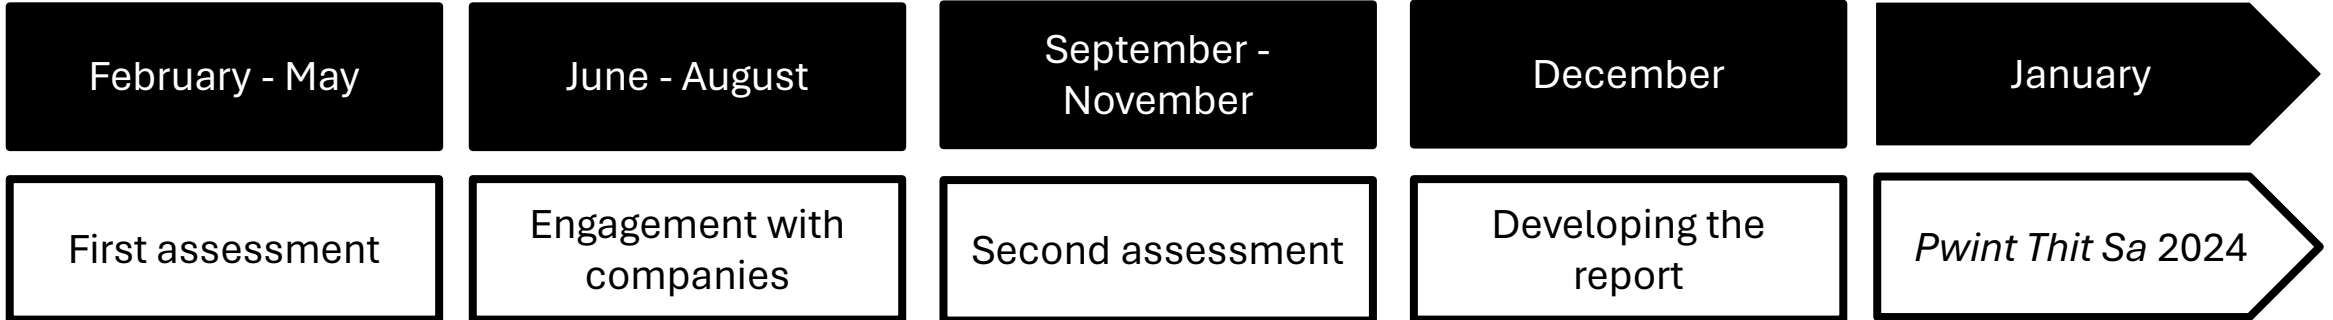 February - May
June - August
September -
November
December
January
First assessment
Engagement with
companies
Second assessment
Developing the
report
Pwint Thit Sa 2024